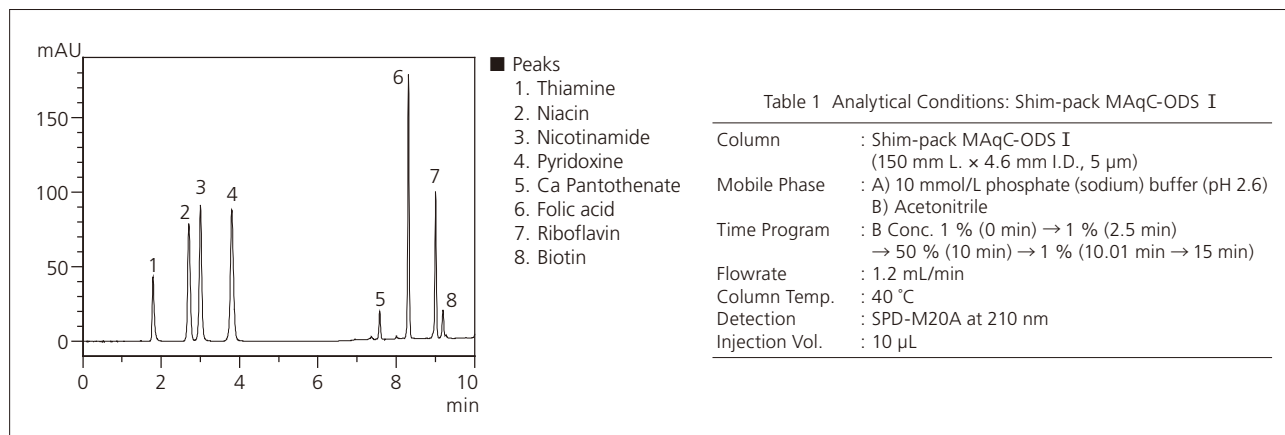 mAU
150
100
50
0
0
2
4
6
8
10
min
1
2
3
4
5
6
7
8
■ Peaks
1. Thiamine
2. Niacin
3. Nicotinamide
4. Pyridoxine
5. Ca Pantothenate
6. Folic acid
7. Riboflavin
8. Biotin
Table 1 Analytical Conditions: Shim-pack MAqC-ODS I
Column : Shim-pack MAqC-ODS I
(150 mm L. × 4.6 mm I.D., 5 μm)
Mobile Phase : A) 10 mmol/L phosphate (sodium) buffer (pH 2.6)
B) Acetonitrile
Time Program : B Conc. 1 % (0 min) → 1 % (2.5 min)
→ 50 % (10 min) → 1 % (10.01 min → 15 min)
Flowrate : 1.2 mL/min
Column Temp. : 40 ˚C
Detection : SPD-M20A at 210 nm
Injection Vol. : 10 μL